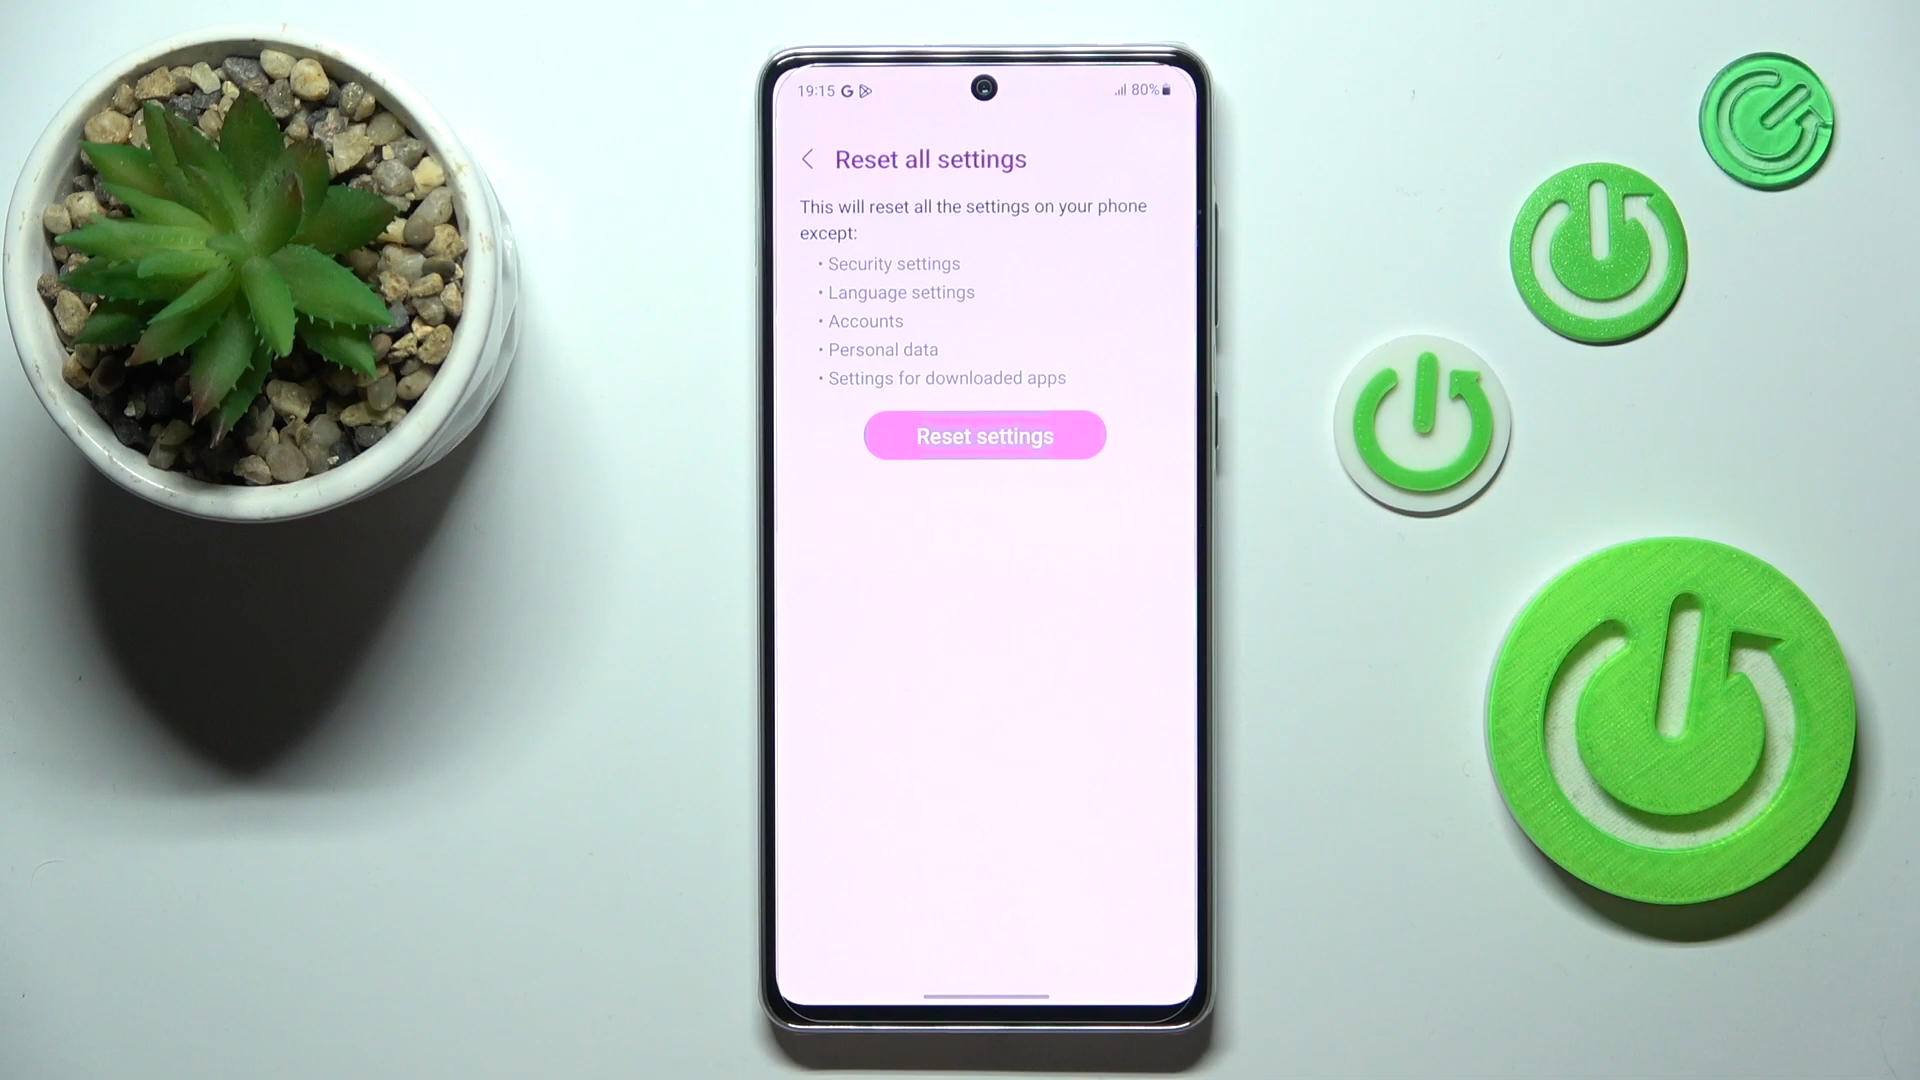 19:15 G
80%
Reset all settings
This will reset all the settings on your phone
except:
• Security settings
• Language settings
• Accounts
• Personal data
• Settings for downloaded apps
Reset settings